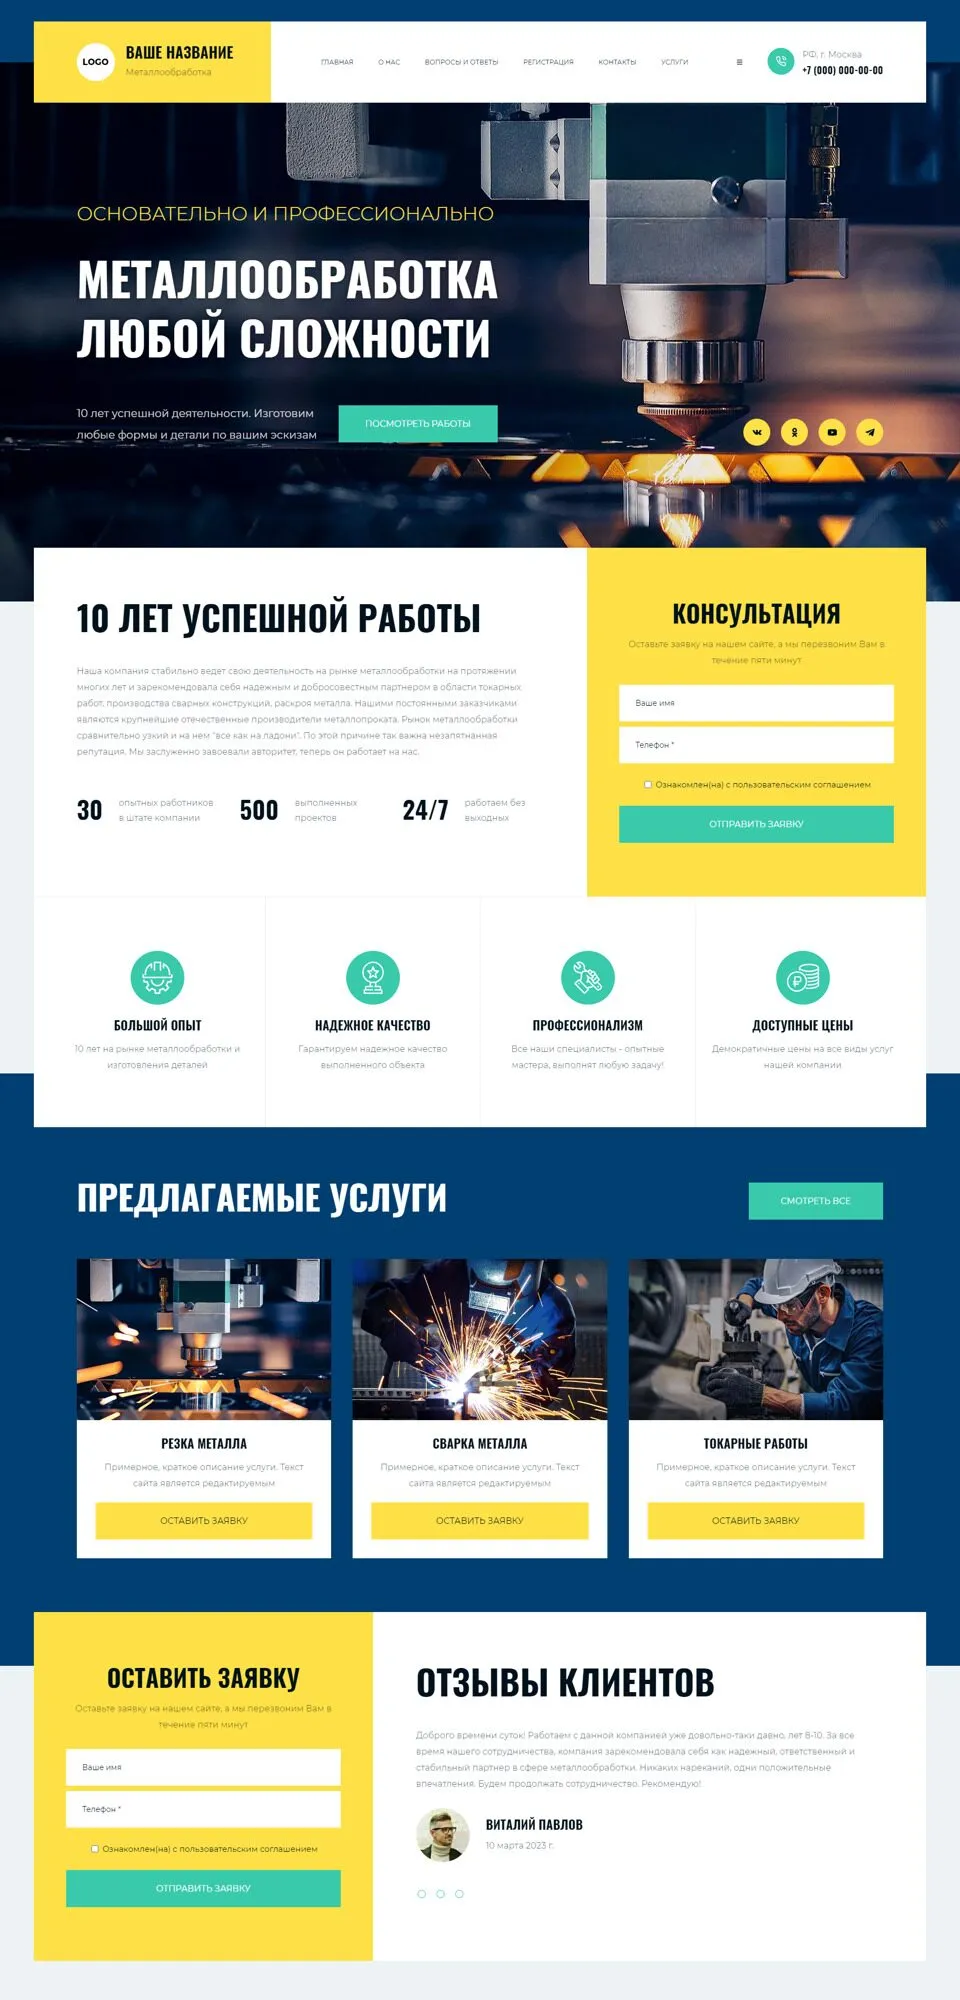 LOGO
ВАШЕ НАЗВАНИЕ
Металлообработка
ГЛАВНАЯ
О НАС
ВОПРОСЫ И ОТВЕТЫ
РЕГИСТРАЦИЯ
КОНТАКТЫ
УСЛУГИ
РФ, г. Москва
+7 (000) 000-00-00
ОСНОВАТЕЛЬНО И ПРОФЕССИОНАЛЬНО
МЕТАЛЛООБРАБОТКА
ЛЮБОЙ СЛОЖНОСТИ
10 лет успешной деятельности. Изготовим
любые формы и детали по вашим эскизам
ПОСМОТРЕТЬ РАБОТЫ
10 ЛЕТ УСПЕШНОЙ РАБОТЫ
Наша компания стабильно ведет свою деятельность на рынке металлообработки на протяжении
многих лет и зарекомендовала себя надежным и добросовестным партнером в области токарных
работ, производства сварных конструкций, раскроя металла. Нашими постоянными заказчиками
являются крупнейшие отечественные производители металлопроката. Рынок металлообработки
сравнительно узкий и на нем "все как на ладони". По этой причине так важна незапятнанная
репутация. Мы заслуженно завоевали авторитет, теперь он работает на нас.
30
опытных работников
в штате компании
500
выполненных
проектов
24/7
работаем без
выходных
КОНСУЛЬТАЦИЯ
Оставьте заявку на нашем сайте, а мы перезвоним Вам в
течение пяти минут
Ваше имя
Телефон *
Ознакомлен(на) с пользовательским соглашением
ОТПРАВИТЬ ЗАЯВКУ
БОЛЬШОЙ ОПЫТ
10 лет на рынке металлообработки и
изготовления деталей
НАДЕЖНОЕ КАЧЕСТВО
Гарантируем надежное качество
выполненного объекта
ПРОФЕССИОНАЛИЗМ
Все наши специалисты - опытные
мастера, выполнят любую задачу!
ДОСТУПНЫЕ ЦЕНЫ
Демократичные цены на все виды услуг
нашей компании
ПРЕДЛАГАЕМЫЕ УСЛУГИ
СМОТРЕТЬ ВСЕ
РЕЗКА МЕТАЛЛА
Примерное, краткое описание услуги. Текст
сайта является редактируемым
ОСТАВИТЬ ЗАЯВКУ
СВАРКА МЕТАЛЛА
Примерное, краткое описание услуги. Текст
сайта является редактируемым
ОСТАВИТЬ ЗАЯВКУ
ТОКАРНЫЕ РАБОТЫ
Примерное, краткое описание услуги. Текст
сайта является редактируемым
ОСТАВИТЬ ЗАЯВКУ
ОСТАВИТЬ ЗАЯВКУ
Оставьте заявку на нашем сайте, а мы перезвоним Вам в
течение пяти минут
Ваше имя
Телефон *
Ознакомлен(на) с пользовательским соглашением
ОТПРАВИТЬ ЗАЯВКУ
ОТЗЫВЫ КЛИЕНТОВ
Доброго времени суток! Работаем с данной компанией уже довольно-таки давно, лет 8-10. За все
время нашего сотрудничества, компания зарекомендовала себя как надежный, ответственный и
стабильный партнер в сфере металлообработки. Никаких нареканий, одни положительные
впечатления. Будем продолжать сотрудничество. Рекомендую!
ВИТАЛИЙ ПАВЛОВ
10 марта 2023 г.